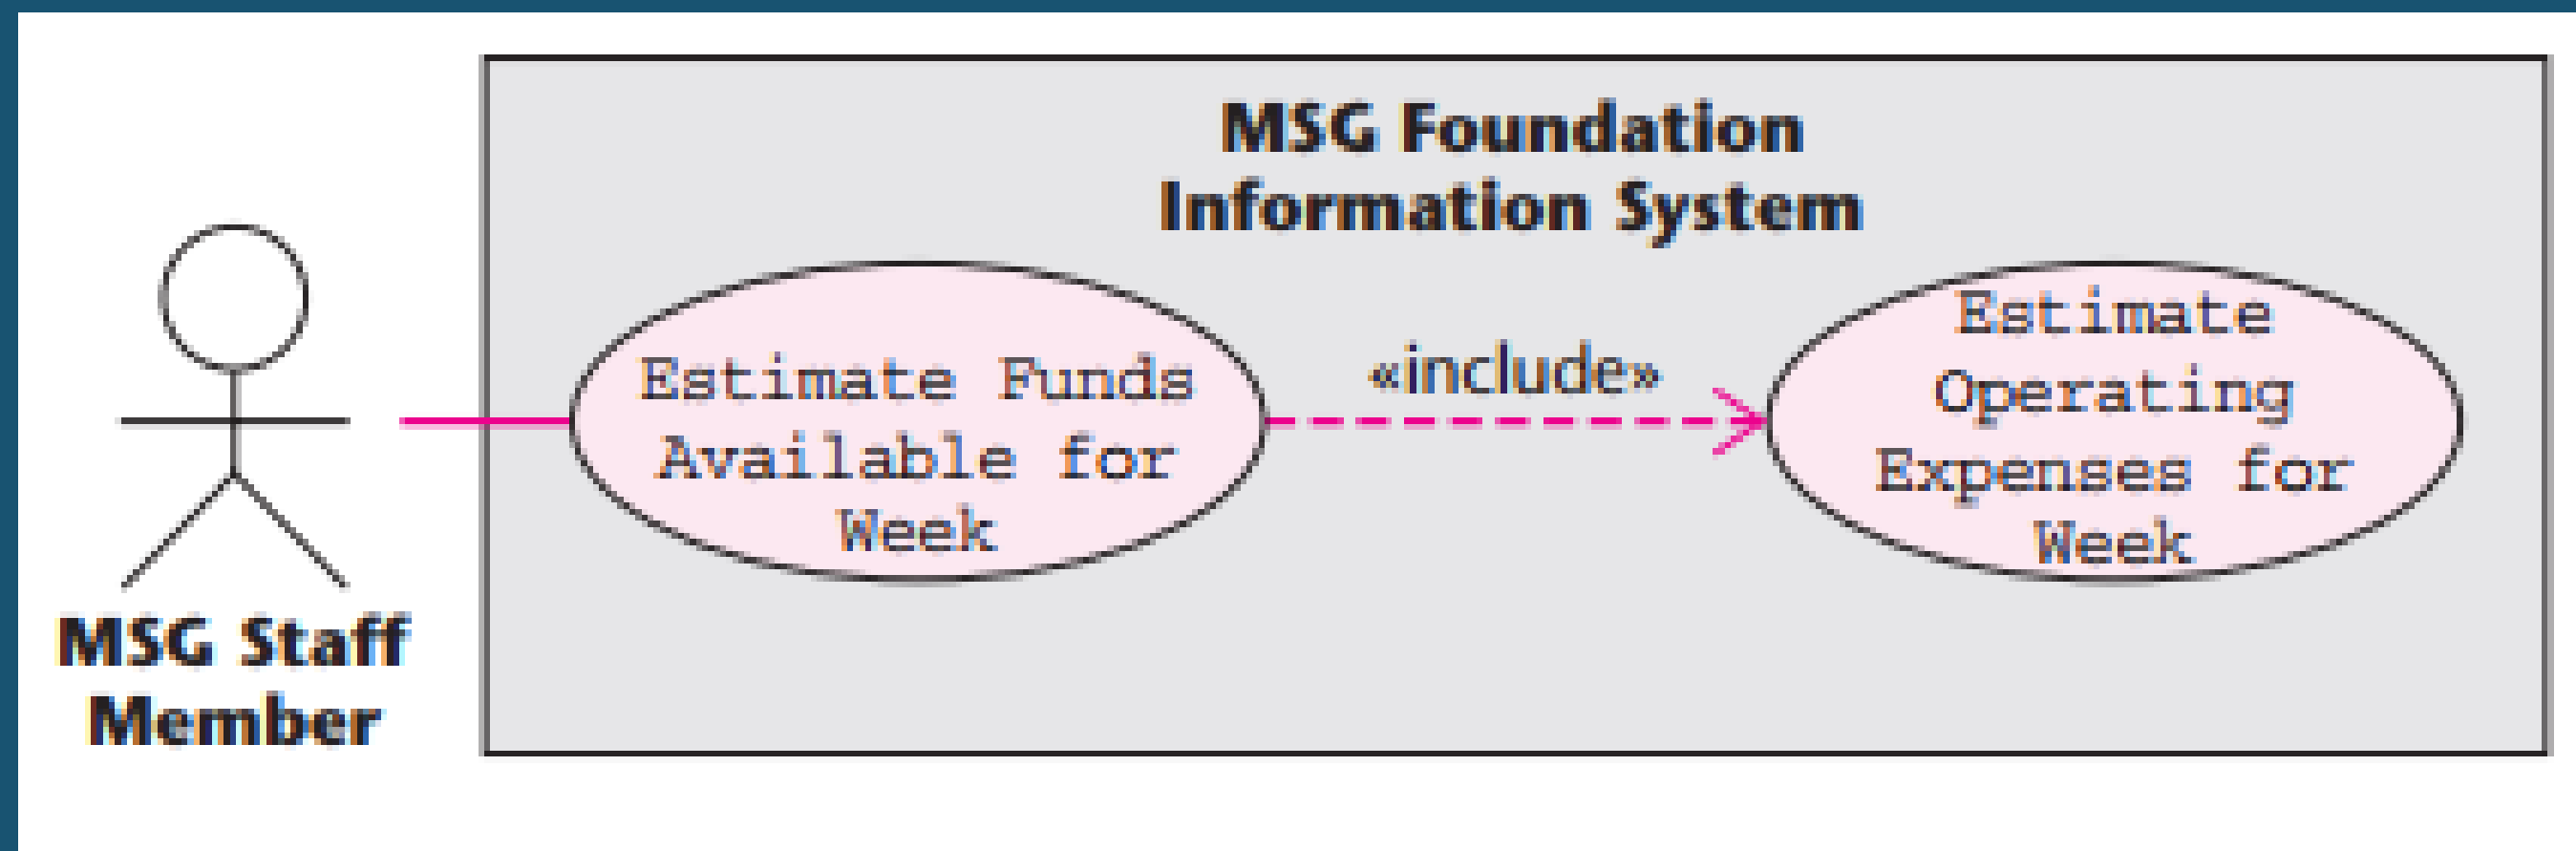 MSG Foundation
Information System
Estimate Funds
Available for
Week
«include»
Estimate
Operating
Expenses for
Week
MSG Staff
Member